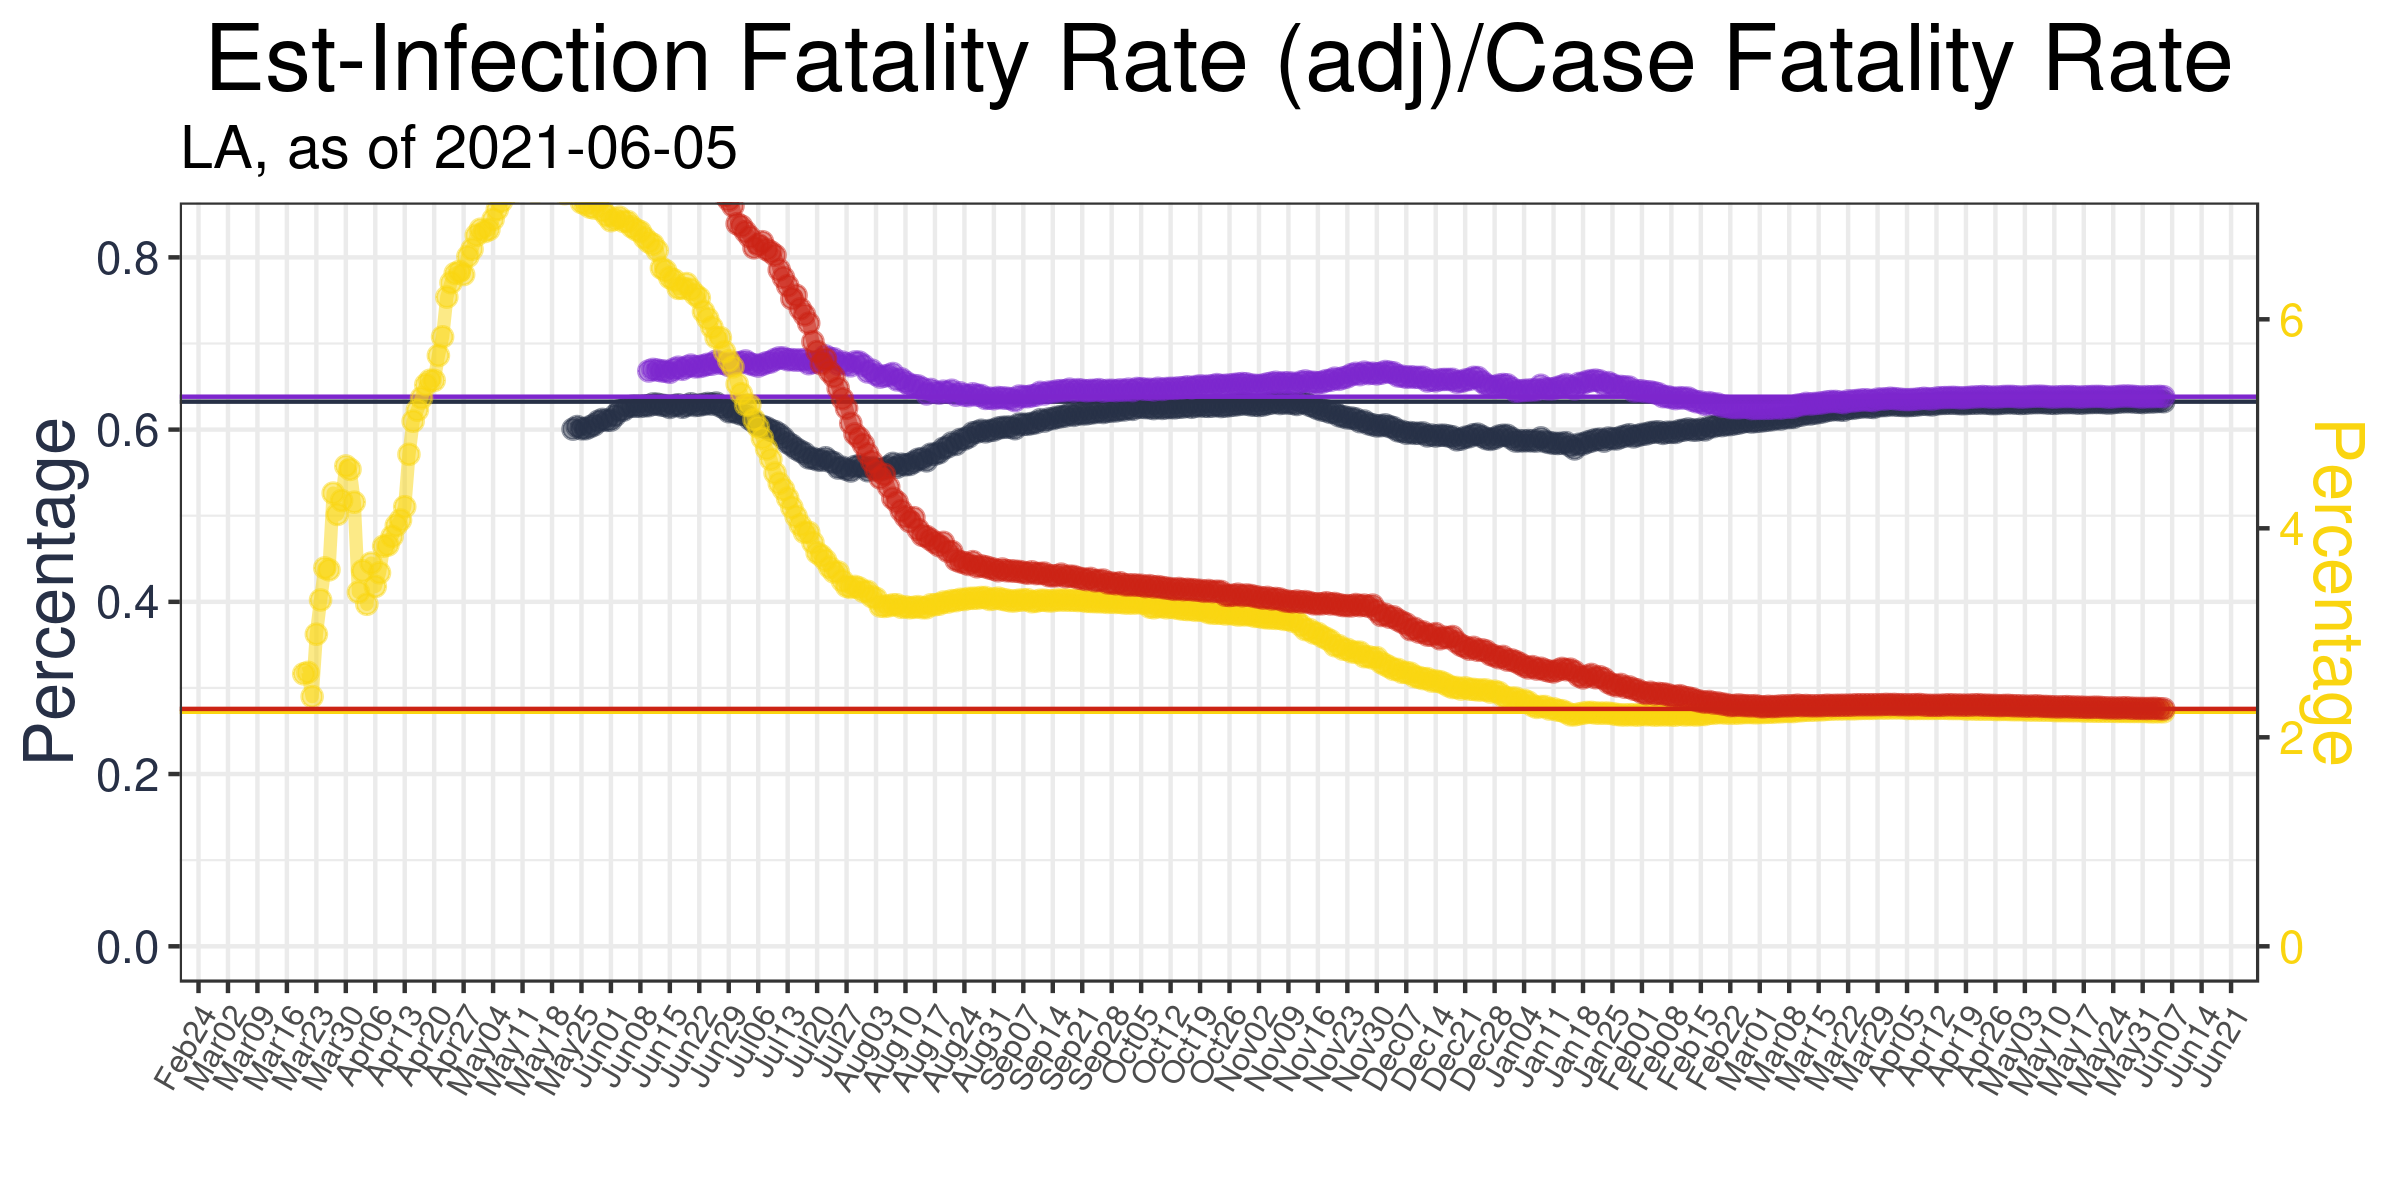 Est-Infection Fatality Rate (adj)/Case Fatality Rate
LA, as of 2021-06-05
Percentage
0.8
0.6
0.4
0.2
0.0
6
4
2
0
Percentage
Feb24
Mar02
Mar09
Mar16
Mar23
Mar30
Apr06
Apr13
Apr20
Apr27
May04
May11
May18
May25
Jun01
Jun08
Jun15
Jun22
Jun29
Jul06
Jul13
Jul20
Jul27
Aug03
Aug10
Aug17
Aug24
Aug31
Sep07
Sep14
Sep21
Sep28
Oct05
Oct12
Oct19
Oct26
Nov02
Nov09
Nov16
Nov23
Nov30
Dec07
Dec14
Dec21
Dec28
Jan04
Jan11
Jan18
Jan25
Feb01
Feb08
Feb15
Feb22
Mar01
Mar08
Mar15
Mar22
Mar29
Apr05
Apr12
Apr19
Apr26
May03
May10
May17
May24
May31
Jun07
Jun14
Jun21